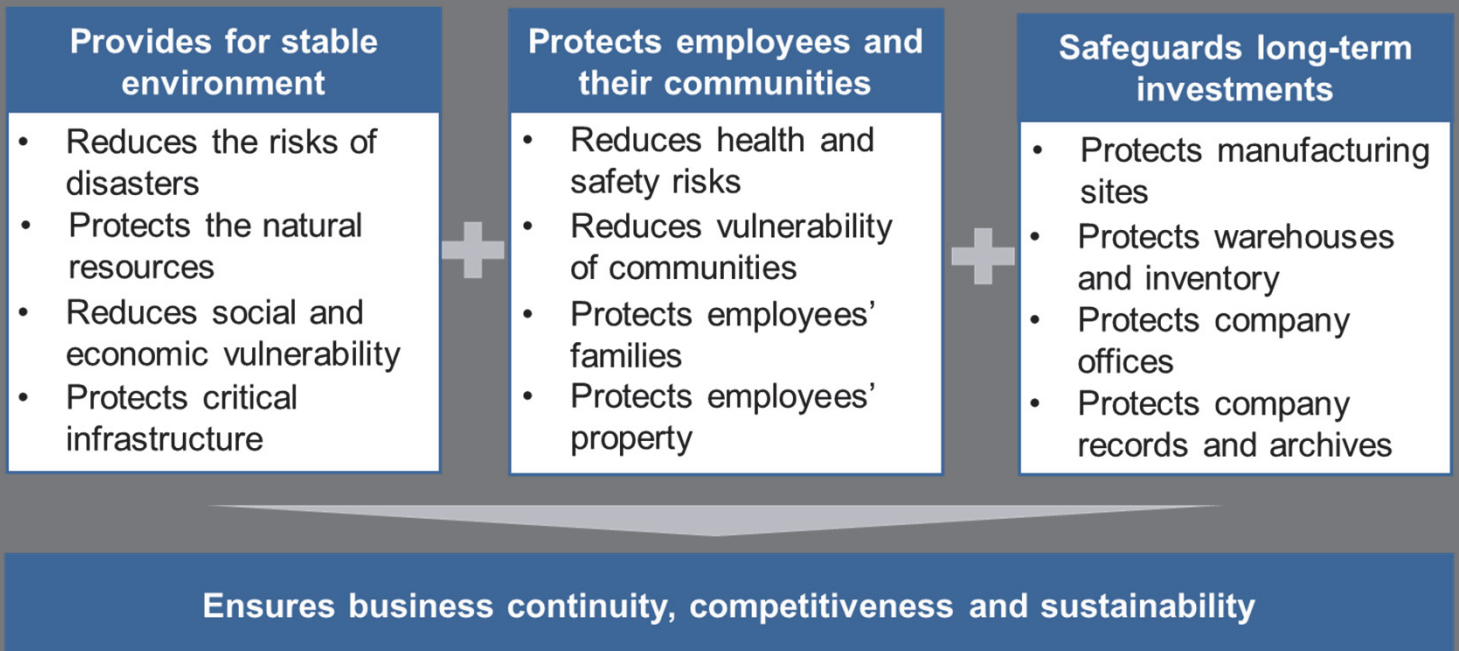 Provides for stable
environment
• Reduces the risks of
disasters
• Protects the natural
resources
• Reduces social and
economic vulnerability
• Protects critical
infrastructure
Protects employees and
their communities
• Reduces health and
safety risks
• Reduces vulnerability
of communities
• Protects employees’
families
• Protects employees’
property
Safeguards long-term
investments
• Protects manufacturing
sites
• Protects warehouses
and inventory
• Protects company
offices
• Protects company
records and archives
Ensures business continuity, competitiveness and sustainability